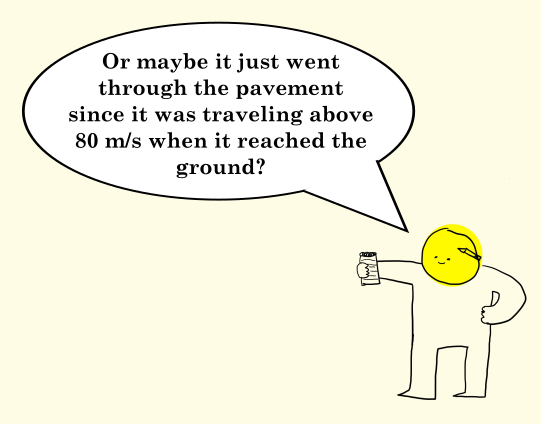 Or maybe it just went
through the pavement
since it was traveling above
80 m/s when it reached the
ground?